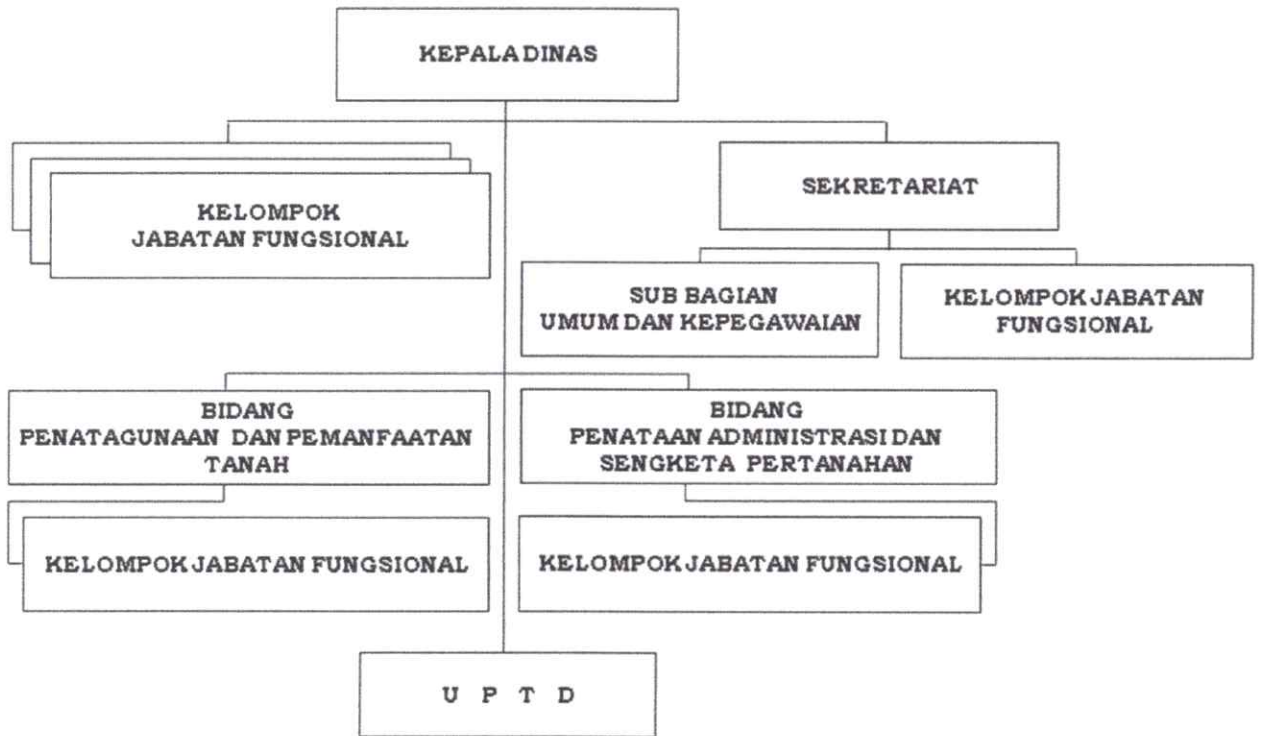 KEPALA DINAS
KELOMPOK
JABATAN FUNGSIONAL
SEKRETARIAT
SUB BAGIAN
UMUM DAN KEPEGAWAIAN
KELOMPOK JABATAN
FUNGSIONAL
BIDANG
PENATAGUNAAN DAN PEMANFAATAN
TANAH
BIDANG
PENATAAN ADMINISTRASI DAN
SENGKETA PERTANAHAN
KELOMPOK JABATAN FUNGSIONAL
KELOMPOK JABATAN FUNGSIONAL
U P T D